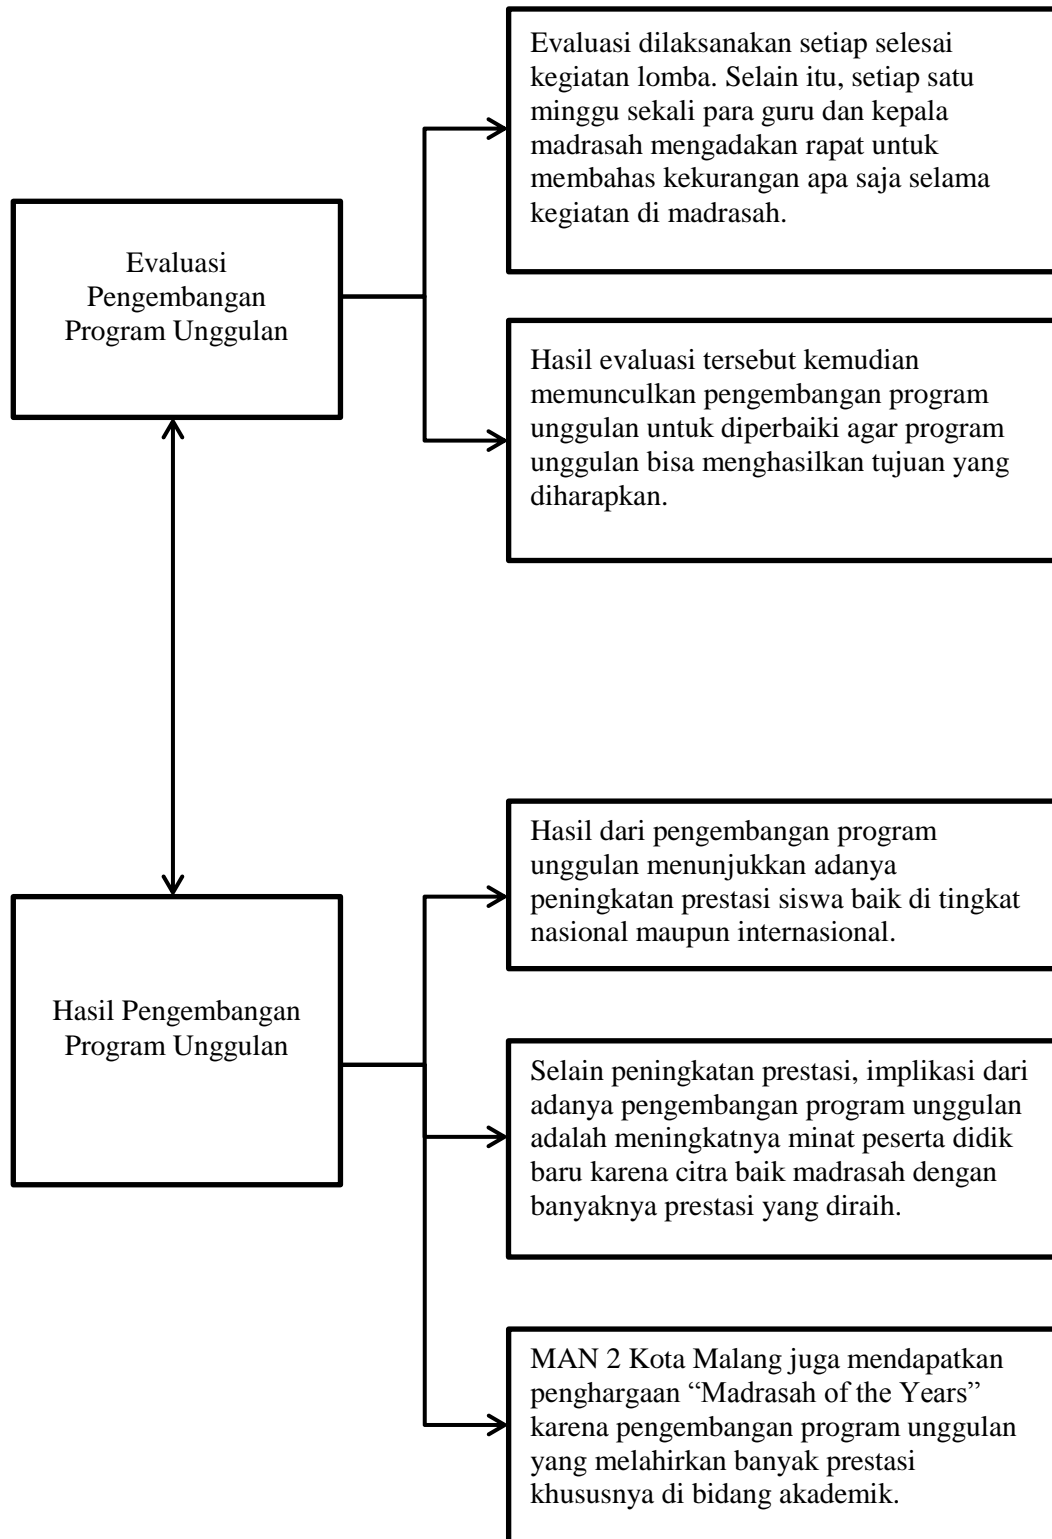 Evaluasi dilaksanakan setiap selesai
kegiatan lomba. Selain itu, setiap satu
minggu sekali para guru dan kepala
madrasah mengadakan rapat untuk
membahas kekurangan apa saja selama
kegiatan di madrasah.
Evaluasi
Pengembangan
Program Unggulan
Hasil evaluasi tersebut kemudian
memunculkan pengembangan program
unggulan untuk diperbaiki agar program
unggulan bisa menghasilkan tujuan yang
diharapkan.
Hasil dari pengembangan program
unggulan menunjukkan adanya
peningkatan prestasi siswa baik di tingkat
nasional maupun internasional.
Hasil Pengembangan
Program Unggulan
Selain peningkatan prestasi, implikasi dari
adanya pengembangan program unggulan
adalah meningkatnya minat peserta didik
baru karena citra baik madrasah dengan
banyaknya prestasi yang diraih.
MAN 2 Kota Malang juga mendapatkan
penghargaan “Madrasah of the Years”
karena pengembangan program unggulan
yang melahirkan banyak prestasi
khususnya di bidang akademik.